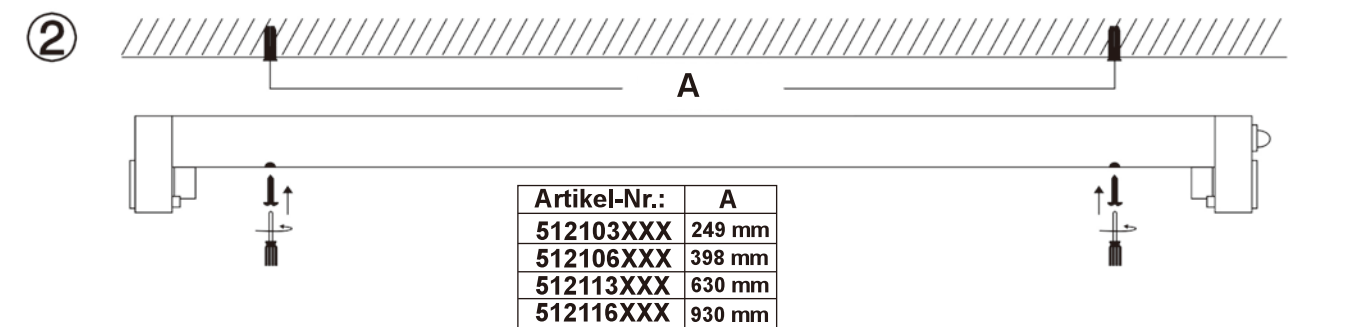 ②
A
Artikel-Nr.: A
512103XXX 249 mm
512106XXX 398 mm
512113XXX 630 mm
512116XXX 930 mm